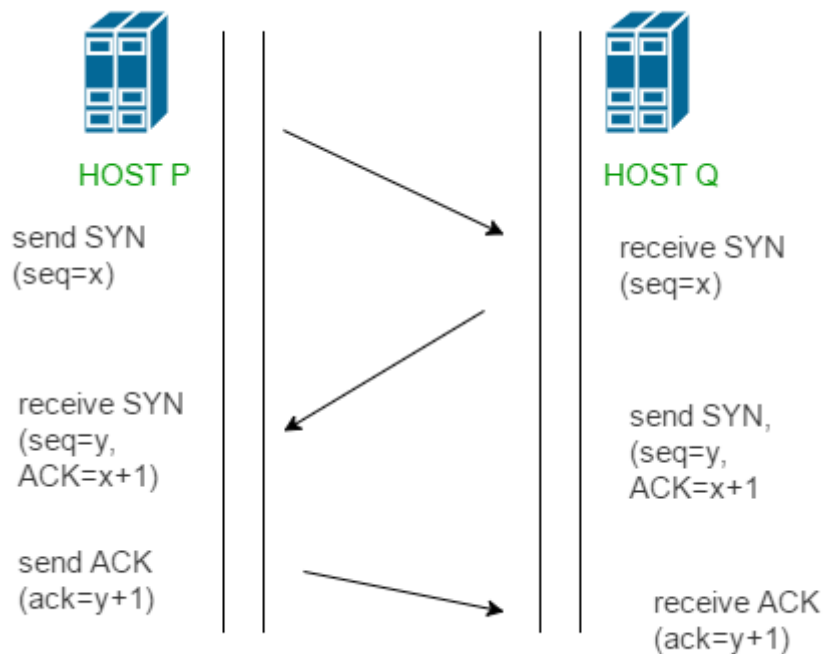 HOST P
HOST Q
send SYN
(seq=x)
receive SYN
(seq=x)
receive SYN
(seq=y,
ACK=x+1)
send SYN,
(seq=y,
ACK=x+1
send ACK
(ack=y+1)
receive ACK
(ack=y+1)